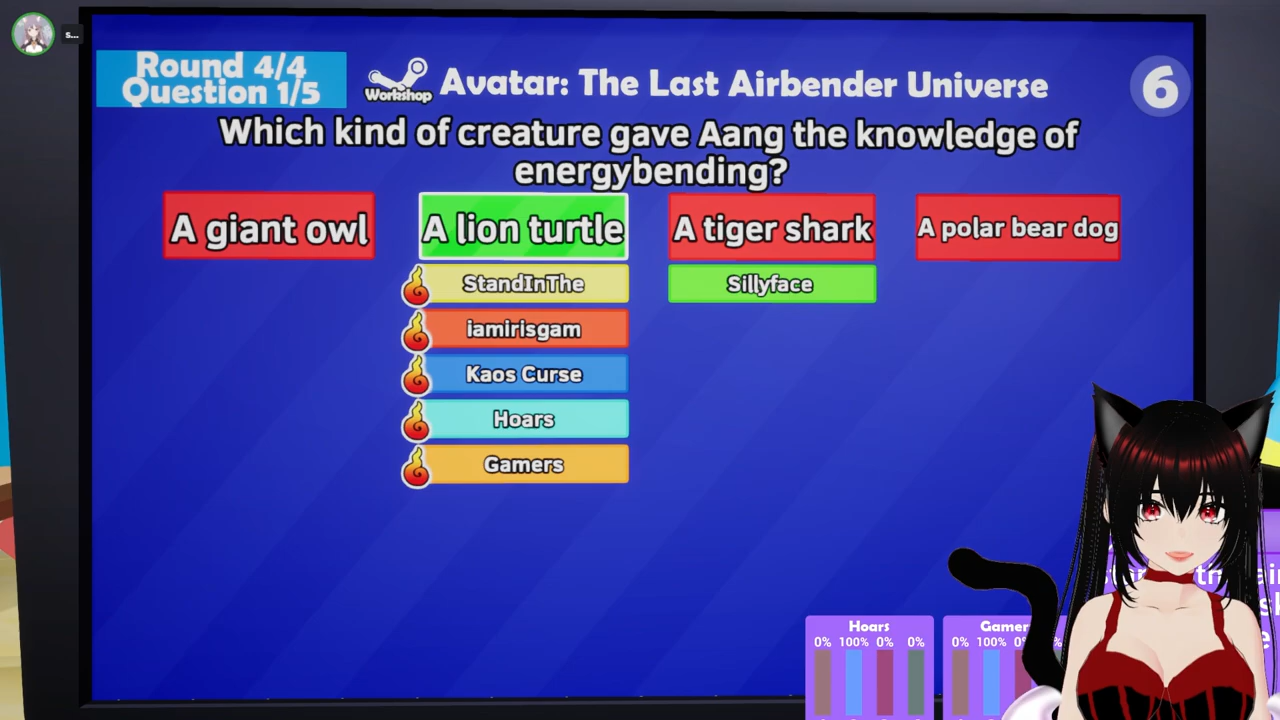 s...
Round 4/4
Question 1/5
Workshop
Avatar: The Last Airbender Universe
6
Which kind of creature gave Aang the knowledge of
energybending?
A giant owl
A lion turtle
A tiger shark
A polar bear dog
StandInThe
Sillyface
iamirisgam
Kaos Curse
Hoars
Gamers
Hoars
0% 100% 0% 0%
Gamer
0% 100%